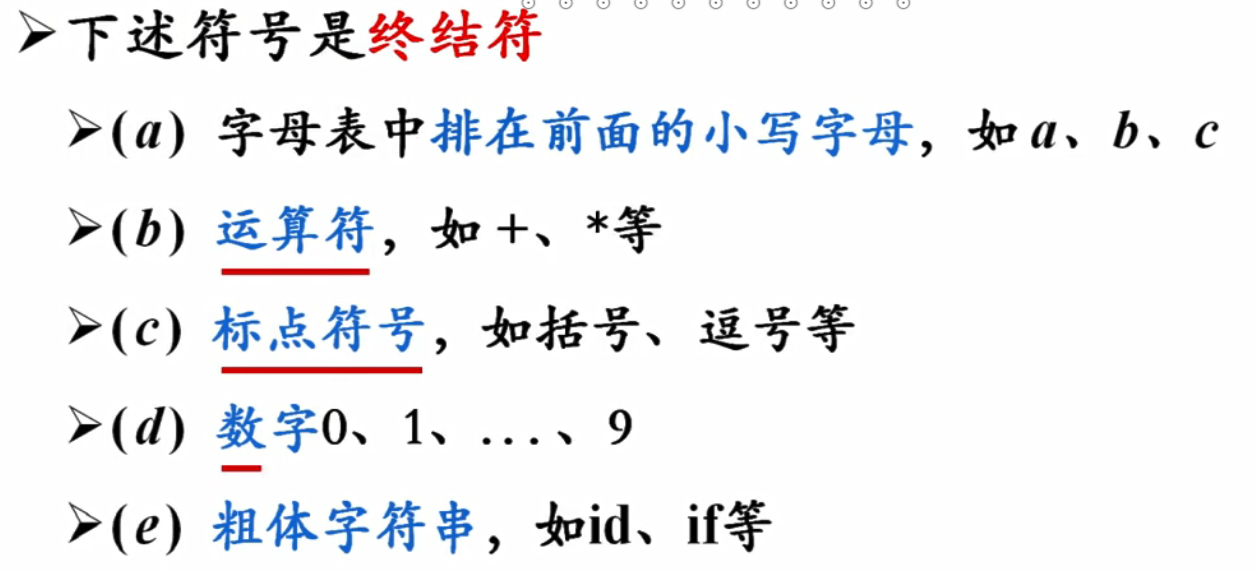 ➢下述符号是终结符
➢(a) 字母表中排在前面的小写字母，如 a、b、c
➢(b) 运算符，如 +、*等
➢(c) 标点符号，如括号、逗号等
➢(d) 数字0、1、...、9
➢(e) 粗体字符串，如id、if等